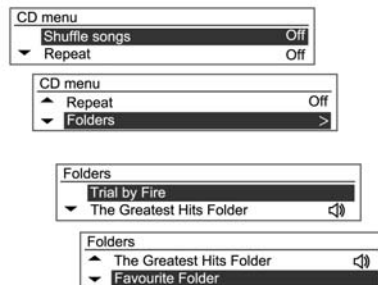 CD menu
Shuffle songs Off
Repeat Off
CD menu
Repeat Off
Folders >
Folders
Trial by Fire
The Greatest Hits Folder
Folders
The Greatest Hits Folder
Favourite Folder